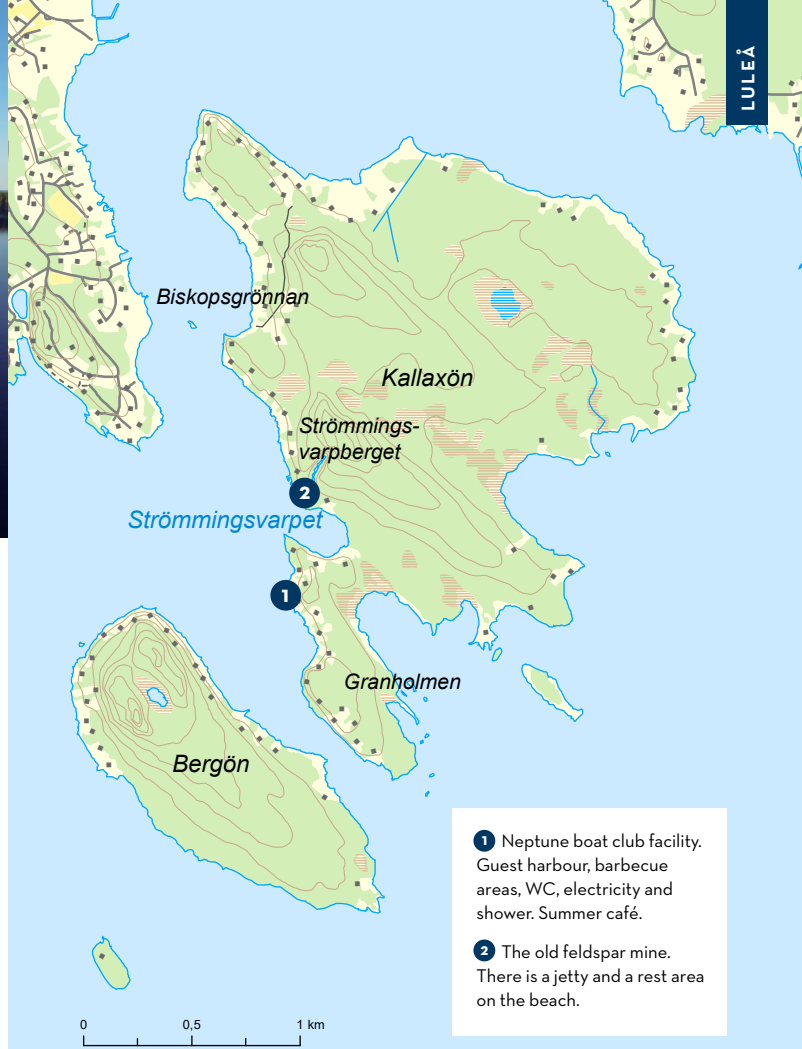 LULEÅ
Biskopsgrönnan
Kallaxön
Strömmings-
varpberget
2
Strömmingsvarpet
1
Granholmen
Bergön
1 Neptune boat club facility.
Guest harbour, barbecue
areas, WC, electricity and
shower. Summer café.
2 The old feldspar mine.
There is a jetty and a rest area
on the beach.
0 0,5 1 km